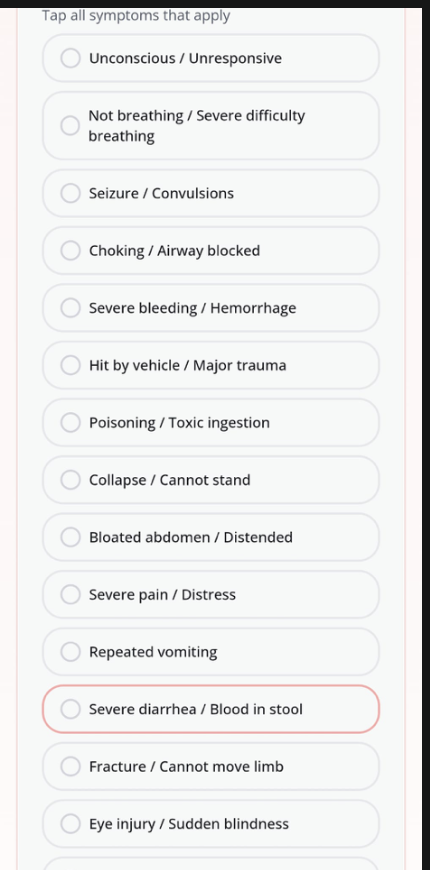 Tap all symptoms that apply
Unconscious / Unresponsive
Not breathing / Severe difficulty
breathing
Seizure / Convulsions
Choking / Airway blocked
Severe bleeding / Hemorrhage
Hit by vehicle / Major trauma
Poisoning / Toxic ingestion
Collapse / Cannot stand
Bloated abdomen / Distended
Severe pain / Distress
Repeated vomiting
Severe diarrhea / Blood in stool
Fracture / Cannot move limb
Eye injury / Sudden blindness